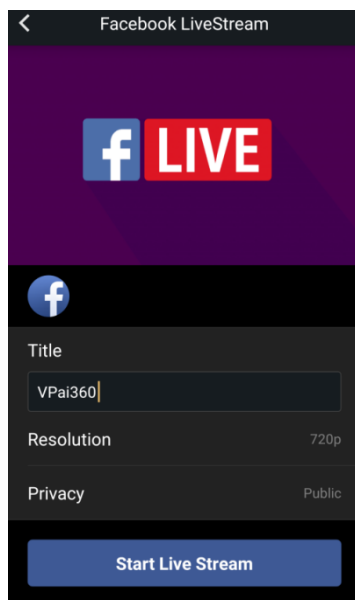 Facebook LiveStream
f LIVE
f
Title
VPai360
Resolution 720p
Privacy Public
Start Live Stream